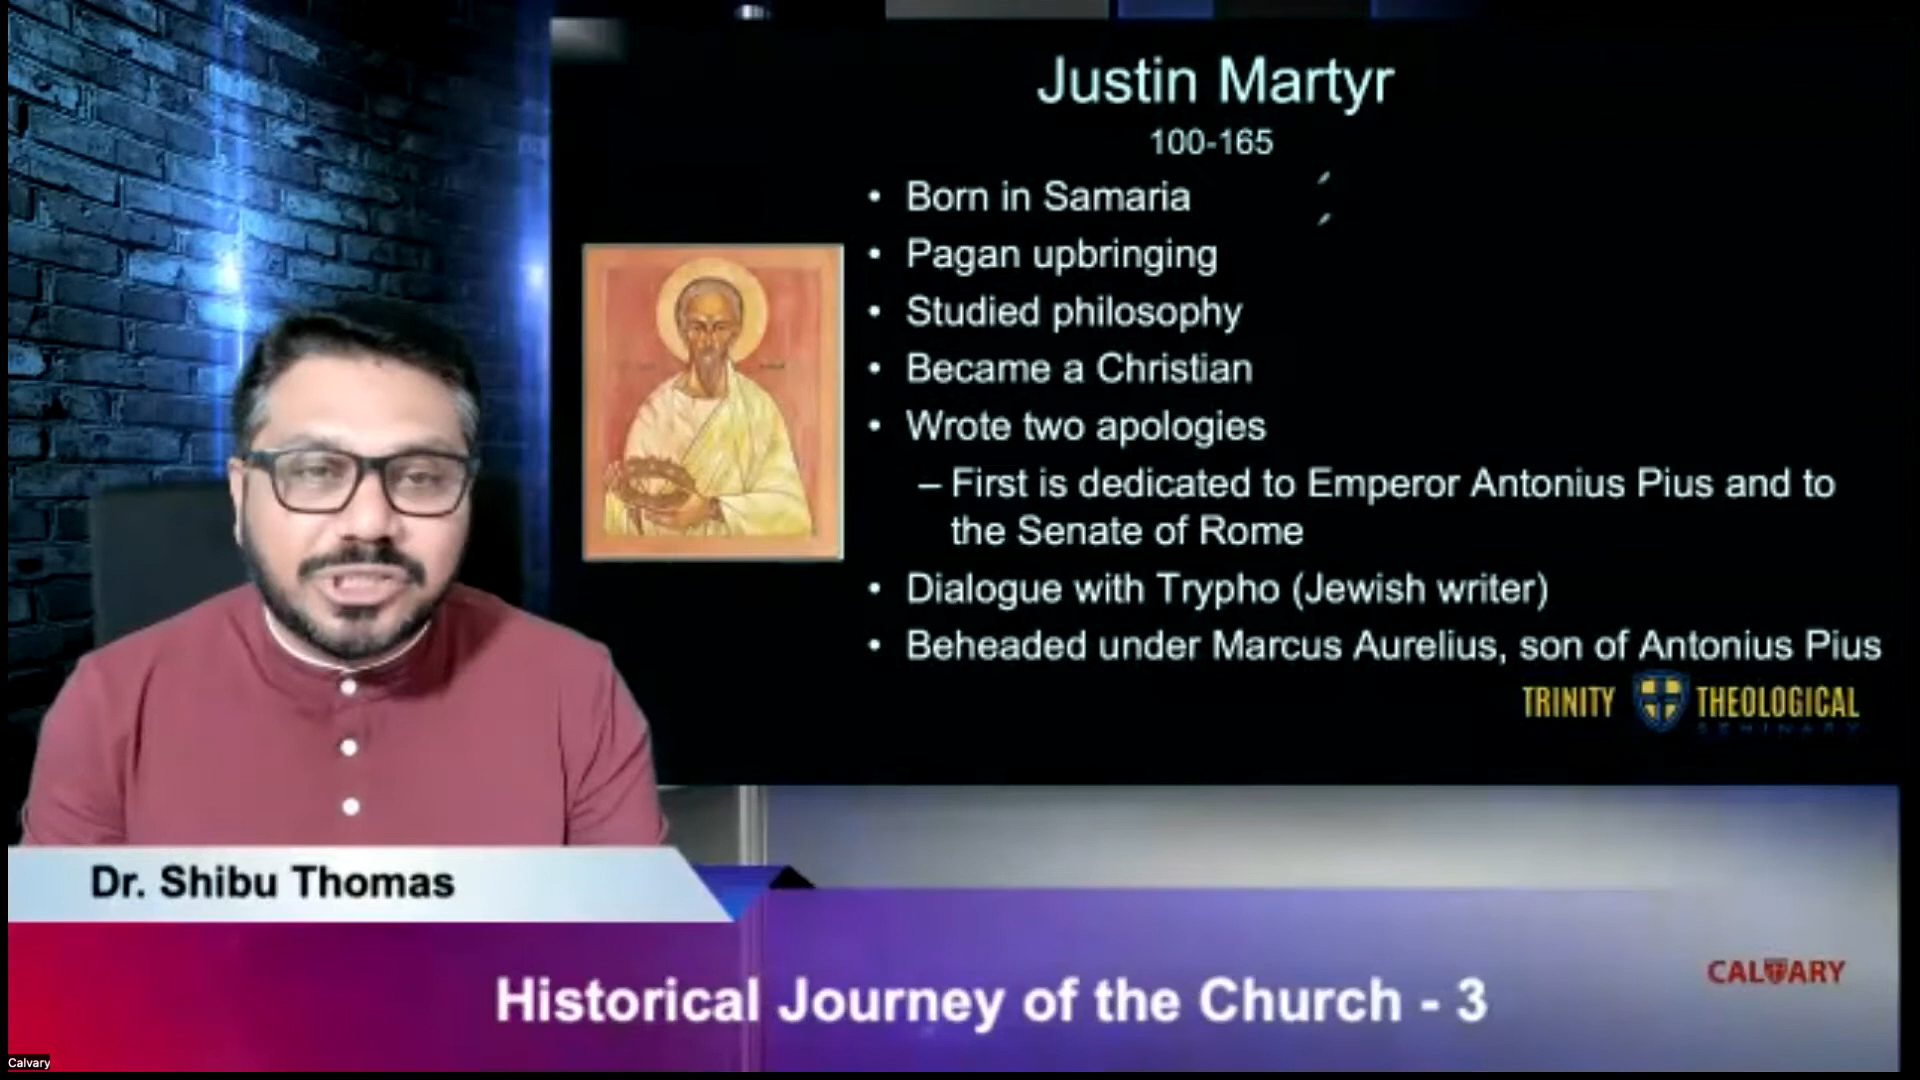 Justin Martyr
100-165
• Born in Samaria
• Pagan upbringing
• Studied philosophy
• Became a Christian
• Wrote two apologies
– First is dedicated to Emperor Antonius Pius and to
the Senate of Rome
• Dialogue with Trypho (Jewish writer)
• Beheaded under Marcus Aurelius, son of Antonius Pius
TRINITY THEOLOGICAL
SEMINARY
Dr. Shibu Thomas
Historical Journey of the Church - 3
CALVARY
Calvary